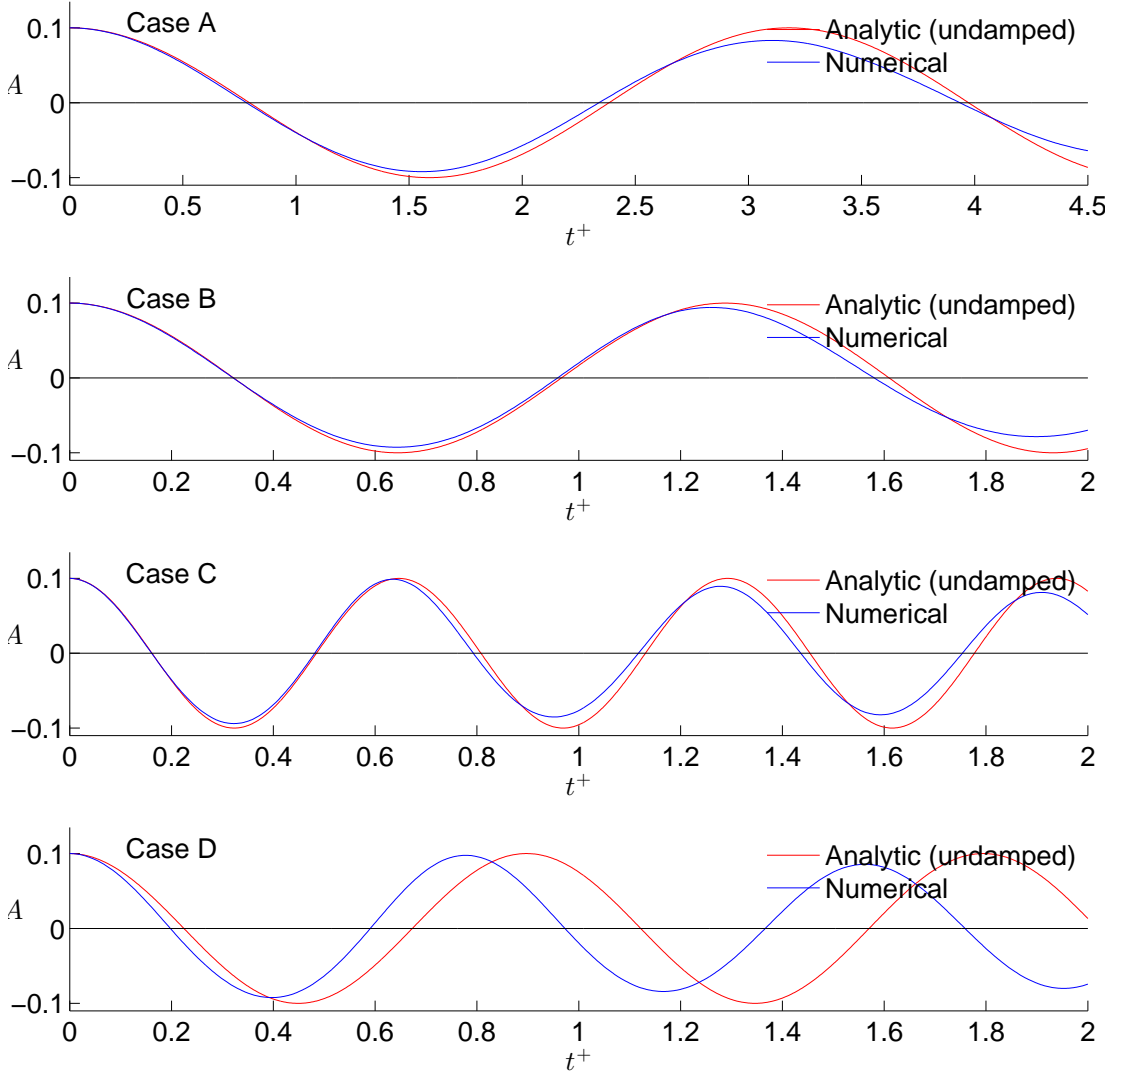 Case A
Analytic (undamped)
Numerical
0.1
0
−0.1
A
0 0.5 1 1.5 2 2.5 3 3.5 4 4.5
t+
Case B
Analytic (undamped)
Numerical
0.1
0
−0.1
A
0 0.2 0.4 0.6 0.8 1 1.2 1.4 1.6 1.8 2
t+
Case C
Analytic (undamped)
Numerical
0.1
0
−0.1
A
0 0.2 0.4 0.6 0.8 1 1.2 1.4 1.6 1.8 2
t+
Case D
Analytic (undamped)
Numerical
0.1
0
−0.1
A
0 0.2 0.4 0.6 0.8 1 1.2 1.4 1.6 1.8 2
t+